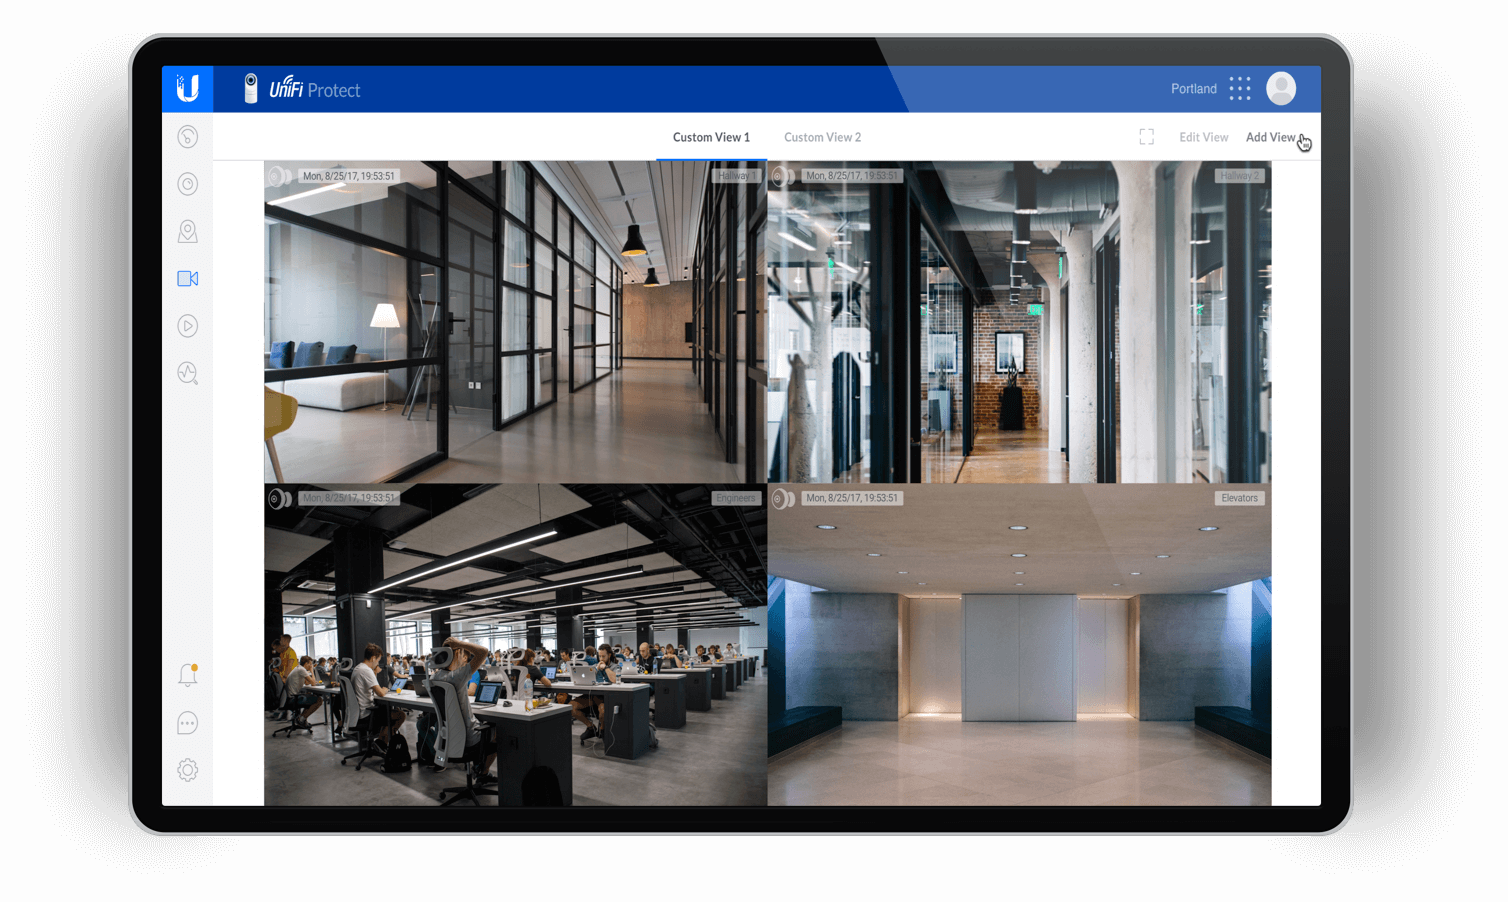 U UniFi Protect Portland
Custom View 1 Custom View 2 Edit View Add View
Mon, 8/25/17, 19:53:51 Hallway 1 Mon, 8/25/17, 19:53:51 Hallway 2
Mon, 8/25/17, 19:53:51 Engineers Mon, 8/25/17, 19:53:51 Elevators